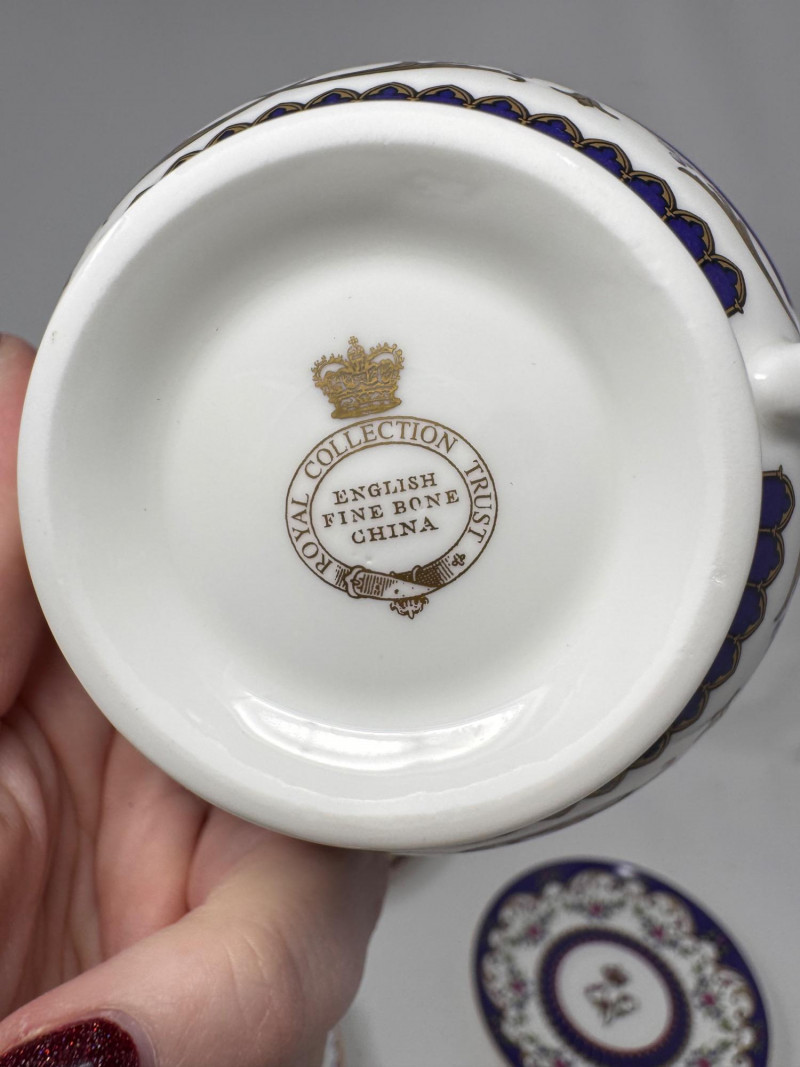 ROYAL COLLECTION TRUST
ENGLISH
FINE BONE
CHINA